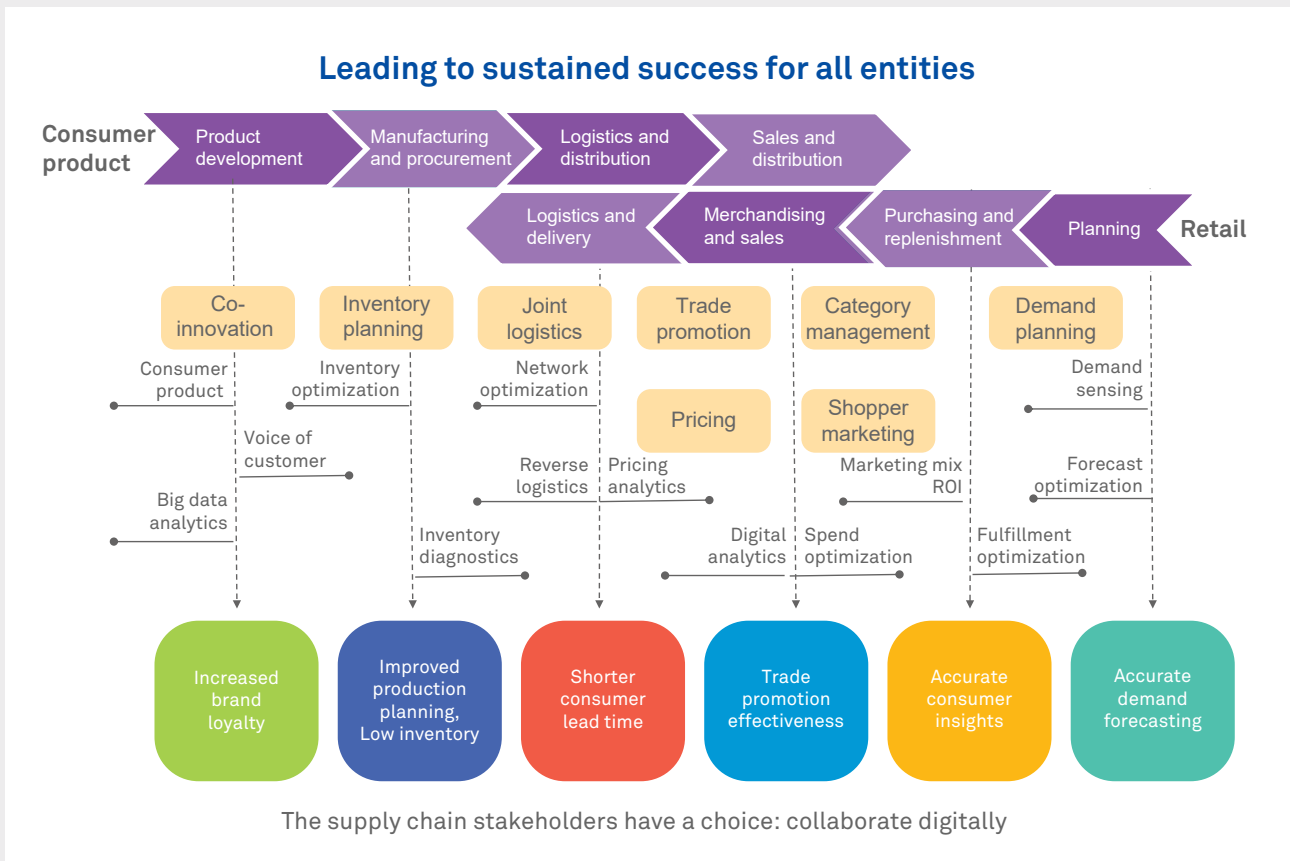 Leading to sustained success for all entities
Consumer
product
Product
development
Manufacturing
and procurement
Logistics and
distribution
Sales and
distribution
Logistics and
delivery
Merchandising
and sales
Purchasing and
replenishment
Planning
Retail
Co-
innovation
Inventory
planning
Joint
logistics
Trade
promotion
Category
management
Demand
planning
Consumer
product
Inventory
optimization
Network
optimization
Demand
sensing
Pricing
Shopper
marketing
Voice of
customer
Reverse
logistics
Pricing
analytics
Marketing mix
ROI
Forecast
optimization
Big data
analytics
Inventory
diagnostics
Digital
analytics
Spend
optimization
Fulfillment
optimization
Increased
brand
loyalty
Improved
production
planning,
Low inventory
Shorter
consumer
lead time
Trade
promotion
effectiveness
Accurate
consumer
insights
Accurate
demand
forecasting
The supply chain stakeholders have a choice: collaborate digitally